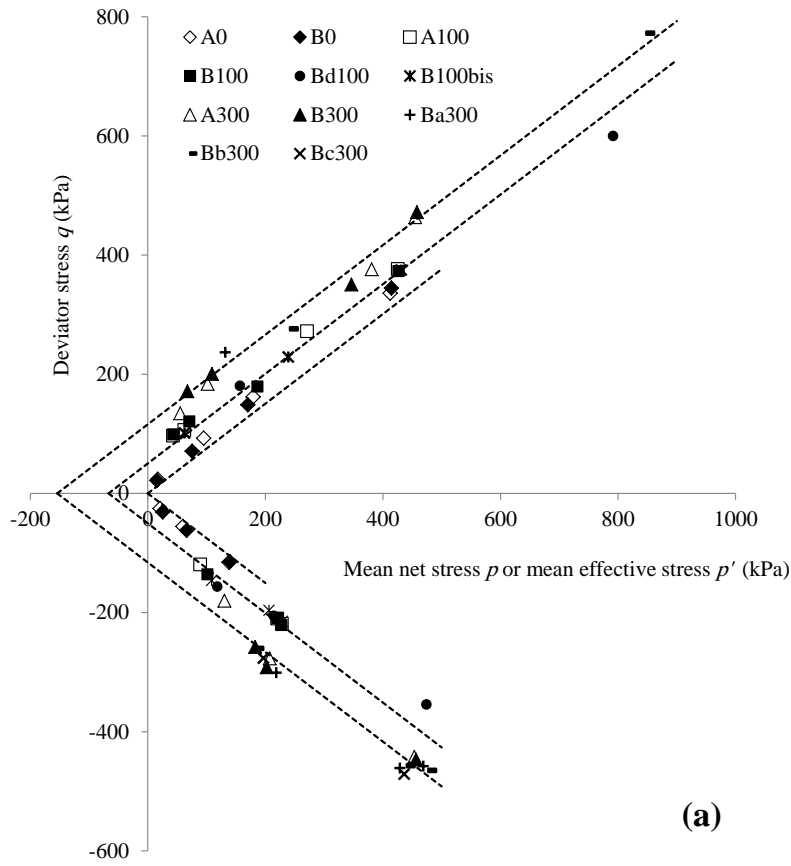 800
A0 B0 A100
B100 Bd100 B100bis
A300 B300 Ba300
Bb300 Bc300
600
400
200
0
-200
-400
-600
Deviator stress q (kPa)
-200 0 200 400 600 800 1000
Mean net stress p or mean effective stress p′ (kPa)
(a)